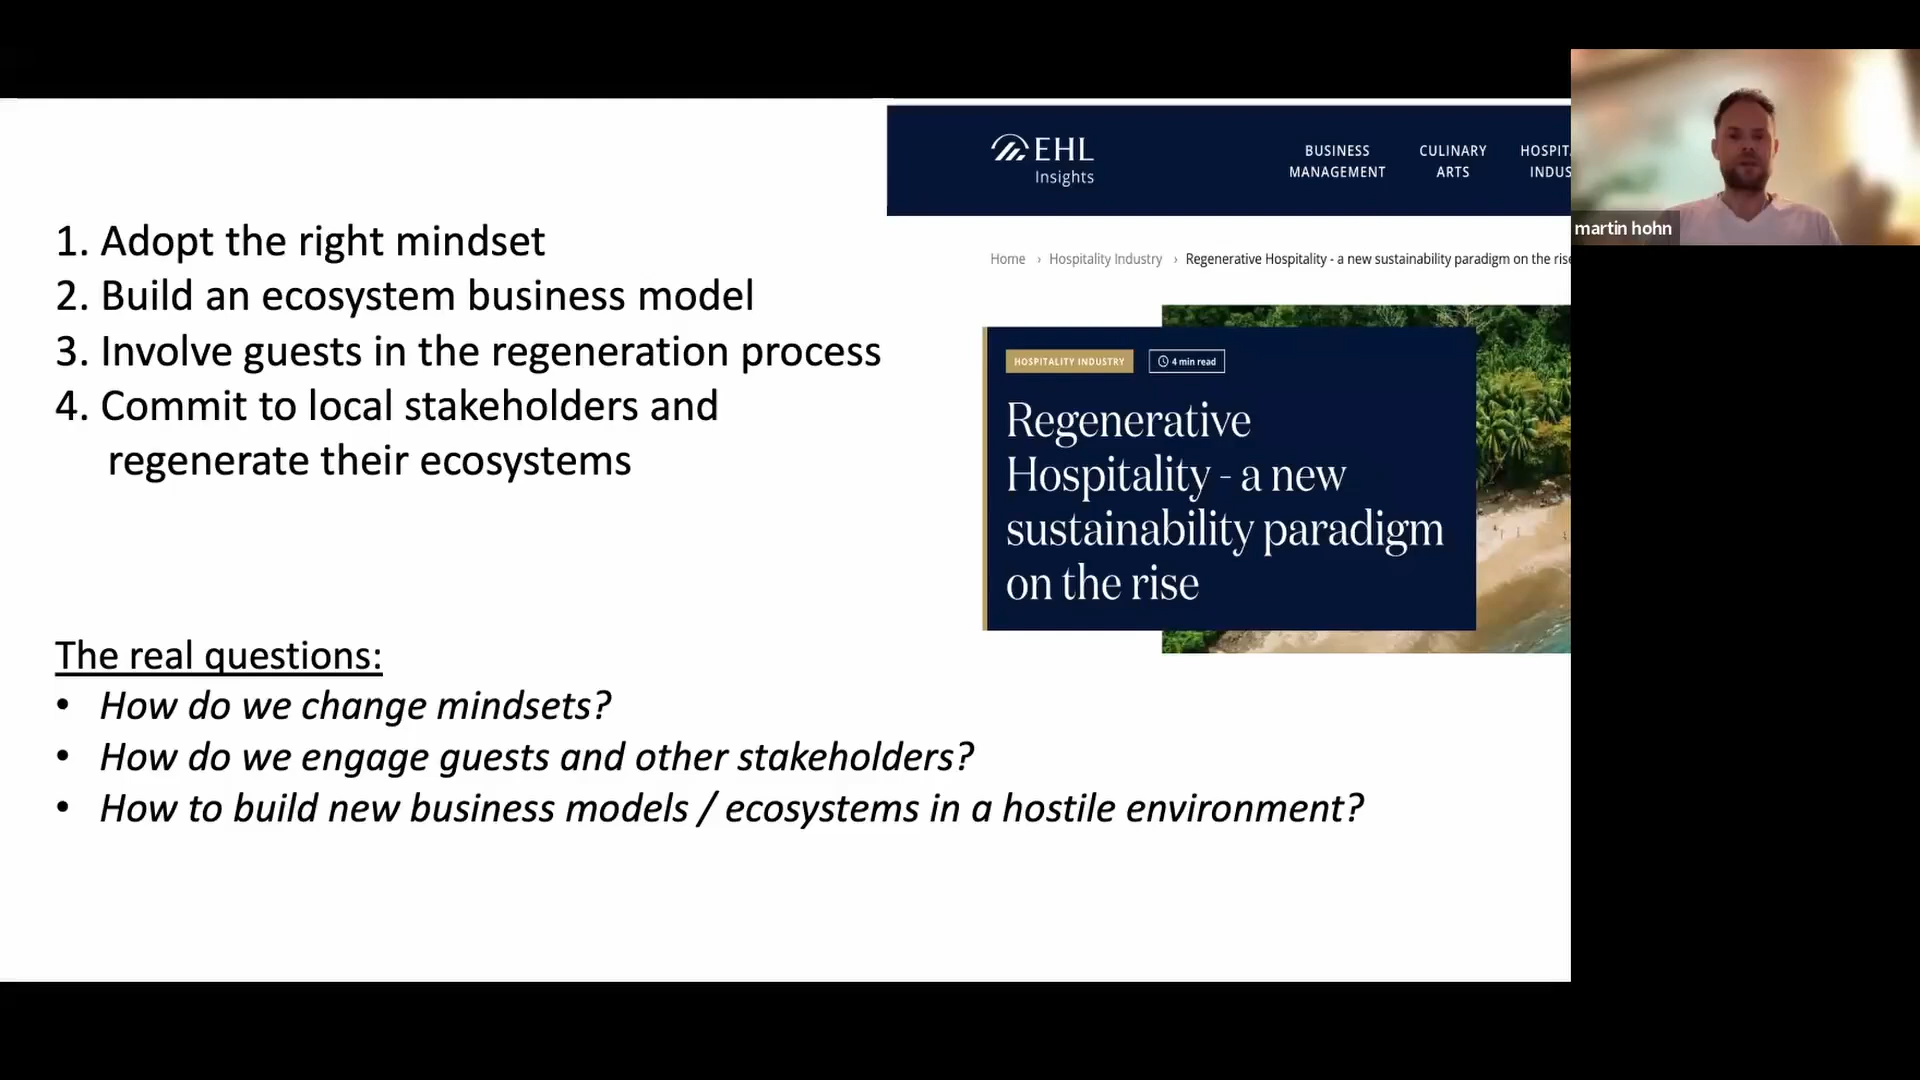 1. Adopt the right mindset
2. Build an ecosystem business model
3. Involve guests in the regeneration process
4. Commit to local stakeholders and
regenerate their ecosystems
The real questions:
• How do we change mindsets?
• How do we engage guests and other stakeholders?
• How to build new business models / ecosystems in a hostile environment?
EHL
Insights
BUSINESS
MANAGEMENT
CULINARY
ARTS
HOSPIT
INDUS
Home › Hospitality Industry › Regenerative Hospitality - a new sustainability paradigm on the rise
HOSPITALITY INDUSTRY
4 min read
Regenerative
Hospitality - a new
sustainability paradigm
on the rise
martin hohn